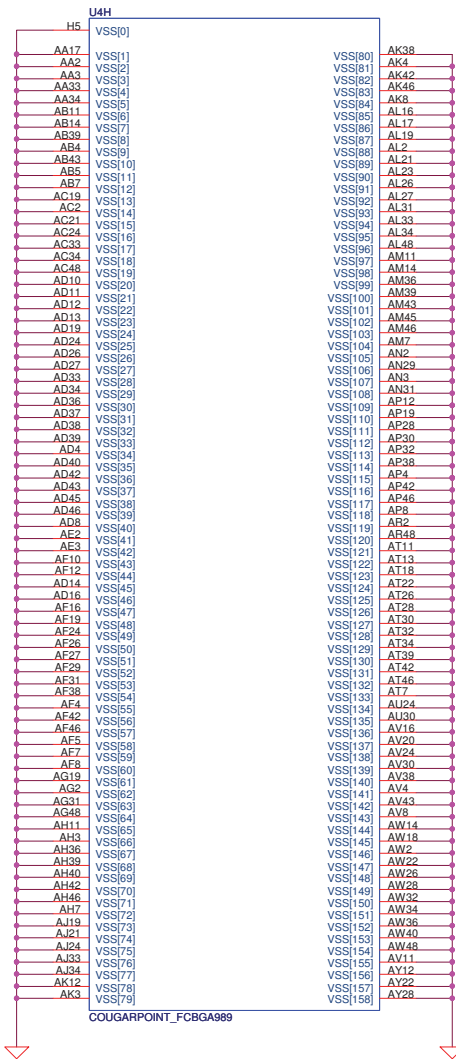 U4H
H5 VSS[0]
AA17 VSS[1] VSS[80] AK38
AA2 VSS[2] VSS[81] AK4
AA3 VSS[3] VSS[82] AK42
AA33 VSS[4] VSS[83] AK46
AA34 VSS[5] VSS[84] AK8
AB11 VSS[6] VSS[85] AL16
AB14 VSS[7] VSS[86] AL17
AB39 VSS[8] VSS[87] AL19
AB4 VSS[9] VSS[88] AL2
AB43 VSS[10] VSS[89] AL21
AB5 VSS[11] VSS[90] AL23
AB7 VSS[12] VSS[91] AL26
AC19 VSS[13] VSS[92] AL27
AC2 VSS[14] VSS[93] AL31
AC21 VSS[15] VSS[94] AL33
AC24 VSS[16] VSS[95] AL34
AC33 VSS[17] VSS[96] AL48
AC34 VSS[18] VSS[97] AM11
AC48 VSS[19] VSS[98] AM14
AD10 VSS[20] VSS[99] AM36
AD11 VSS[21] VSS[100] AM39
AD12 VSS[22] VSS[101] AM43
AD13 VSS[23] VSS[102] AM45
AD19 VSS[24] VSS[103] AM46
AD24 VSS[25] VSS[104] AM7
AD26 VSS[26] VSS[105] AN2
AD27 VSS[27] VSS[106] AN29
AD33 VSS[28] VSS[107] AN3
AD34 VSS[29] VSS[108] AN31
AD36 VSS[30] VSS[109] AP12
AD37 VSS[31] VSS[110] AP19
AD38 VSS[32] VSS[111] AP28
AD39 VSS[33] VSS[112] AP30
AD4 VSS[34] VSS[113] AP32
AD40 VSS[35] VSS[114] AP38
AD42 VSS[36] VSS[115] AP4
AD43 VSS[37] VSS[116] AP42
AD45 VSS[38] VSS[117] AP46
AD46 VSS[39] VSS[118] AP8
AD8 VSS[40] VSS[119] AR2
AE2 VSS[41] VSS[120] AR48
AE3 VSS[42] VSS[121] AT11
AF10 VSS[43] VSS[122] AT13
AF12 VSS[44] VSS[123] AT18
AD14 VSS[45] VSS[124] AT22
AD16 VSS[46] VSS[125] AT26
AF16 VSS[47] VSS[126] AT28
AF19 VSS[48] VSS[127] AT30
AF24 VSS[49] VSS[128] AT32
AF26 VSS[50] VSS[129] AT34
AF27 VSS[51] VSS[130] AT39
AF29 VSS[52] VSS[131] AT42
AF31 VSS[53] VSS[132] AT46
AF38 VSS[54] VSS[133] AT7
AF4 VSS[55] VSS[134] AU24
AF42 VSS[56] VSS[135] AU30
AF46 VSS[57] VSS[136] AV16
AF5 VSS[58] VSS[137] AV20
AF7 VSS[59] VSS[138] AV24
AF8 VSS[60] VSS[139] AV30
AG19 VSS[61] VSS[140] AV38
AG2 VSS[62] VSS[141] AV4
AG31 VSS[63] VSS[142] AV43
AG48 VSS[64] VSS[143] AV8
AH11 VSS[65] VSS[144] AW14
AH3 VSS[66] VSS[145] AW18
AH36 VSS[67] VSS[146] AW2
AH39 VSS[68] VSS[147] AW22
AH40 VSS[69] VSS[148] AW26
AH42 VSS[70] VSS[149] AW28
AH46 VSS[71] VSS[150] AW32
AH7 VSS[72] VSS[151] AW34
AJ19 VSS[73] VSS[152] AW36
AJ21 VSS[74] VSS[153] AW40
AJ24 VSS[75] VSS[154] AW48
AJ33 VSS[76] VSS[155] AV11
AJ34 VSS[77] VSS[156] AY12
AK12 VSS[78] VSS[157] AY22
AK3 VSS[79] VSS[158] AY28
COUGARPOINT_FCBGA989